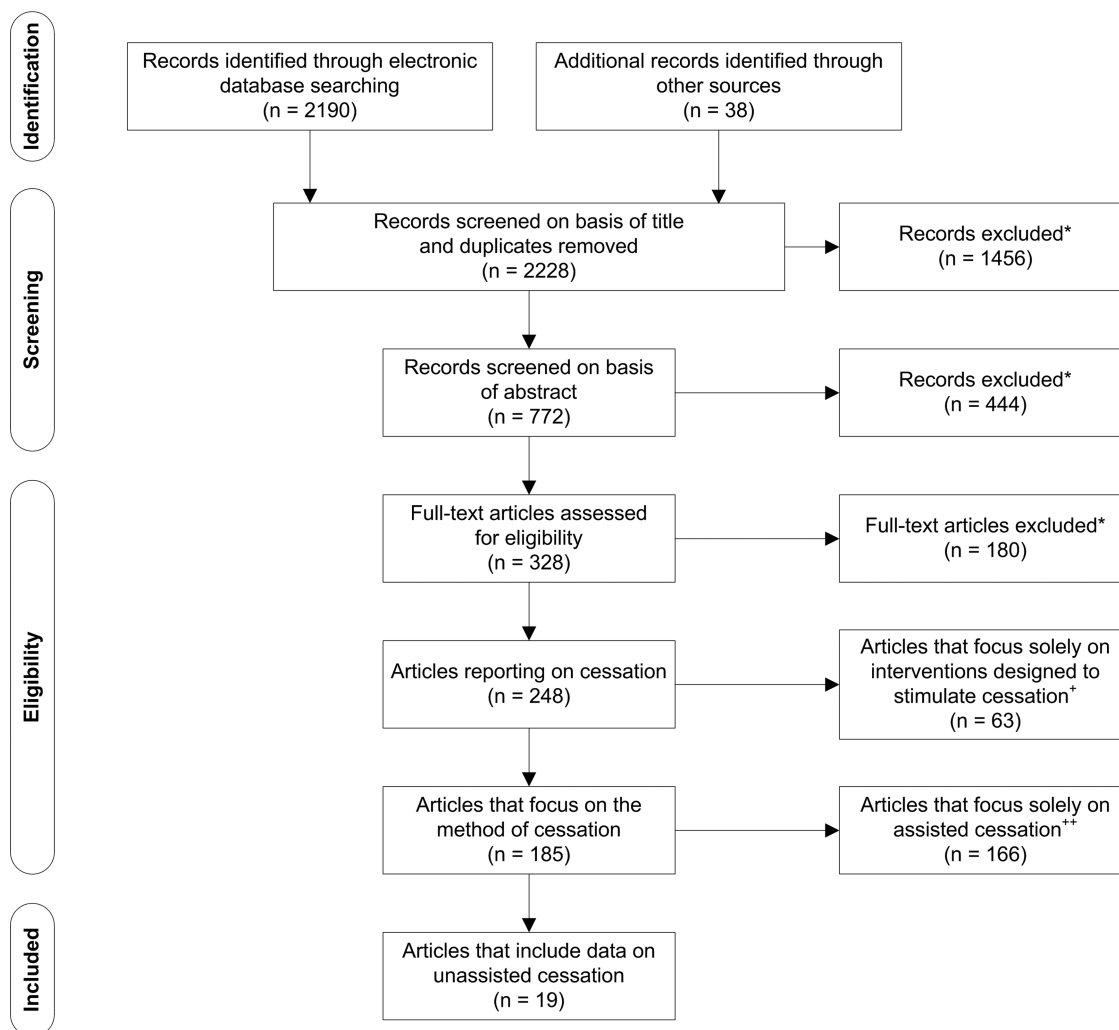 Identification
Records identified through electronic
database searching
(n = 2190)
Additional records identified through
other sources
(n = 38)
Screening
Records screened on basis of title
and duplicates removed
(n = 2228)
Records excluded*
(n = 1456)
Records screened on basis
of abstract
(n = 772)
Records excluded*
(n = 444)
Eligibility
Full-text articles assessed
for eligibility
(n = 328)
Full-text articles excluded*
(n = 180)
Articles reporting on cessation
(n = 248)
Articles that focus solely on
interventions designed to
stimulate cessation+
(n = 63)
Articles that focus on the
method of cessation
(n = 185)
Articles that focus solely on
assisted cessation++
(n = 166)
Included
Articles that include data on
unassisted cessation
(n = 19)